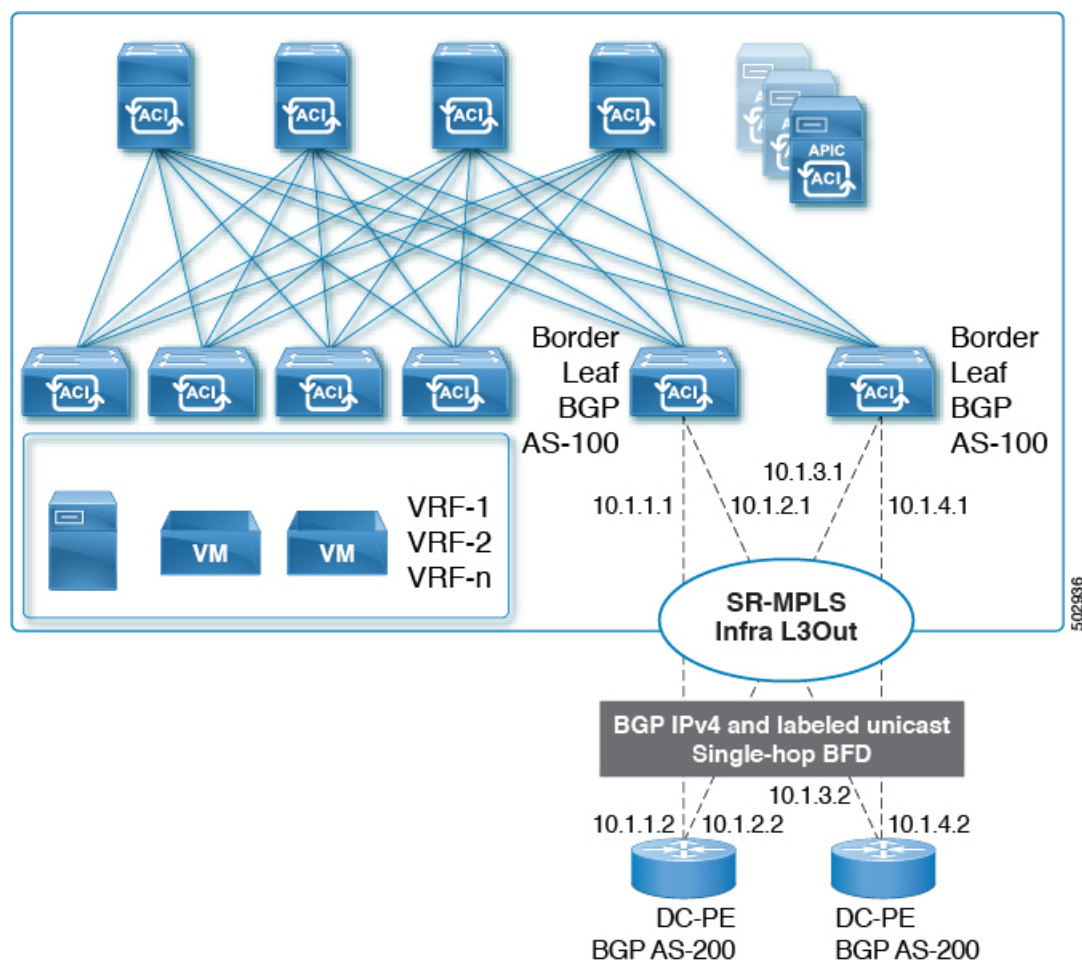 ACI
ACI
ACI
ACI
APIC
ACI
ACI
ACI
ACI
ACI
Border
Leaf
BGP
AS-100
ACI
ACI
Border
Leaf
BGP
AS-100
VM
VM
VRF-1
VRF-2
VRF-n
10.1.1.1
10.1.2.1
10.1.3.1
10.1.4.1
SR-MPLS
Infra L3Out
502936
BGP IPv4 and labeled unicast
Single-hop BFD
10.1.1.2
10.1.2.2
10.1.3.2
10.1.4.2
DC-PE
BGP AS-200
DC-PE
BGP AS-200